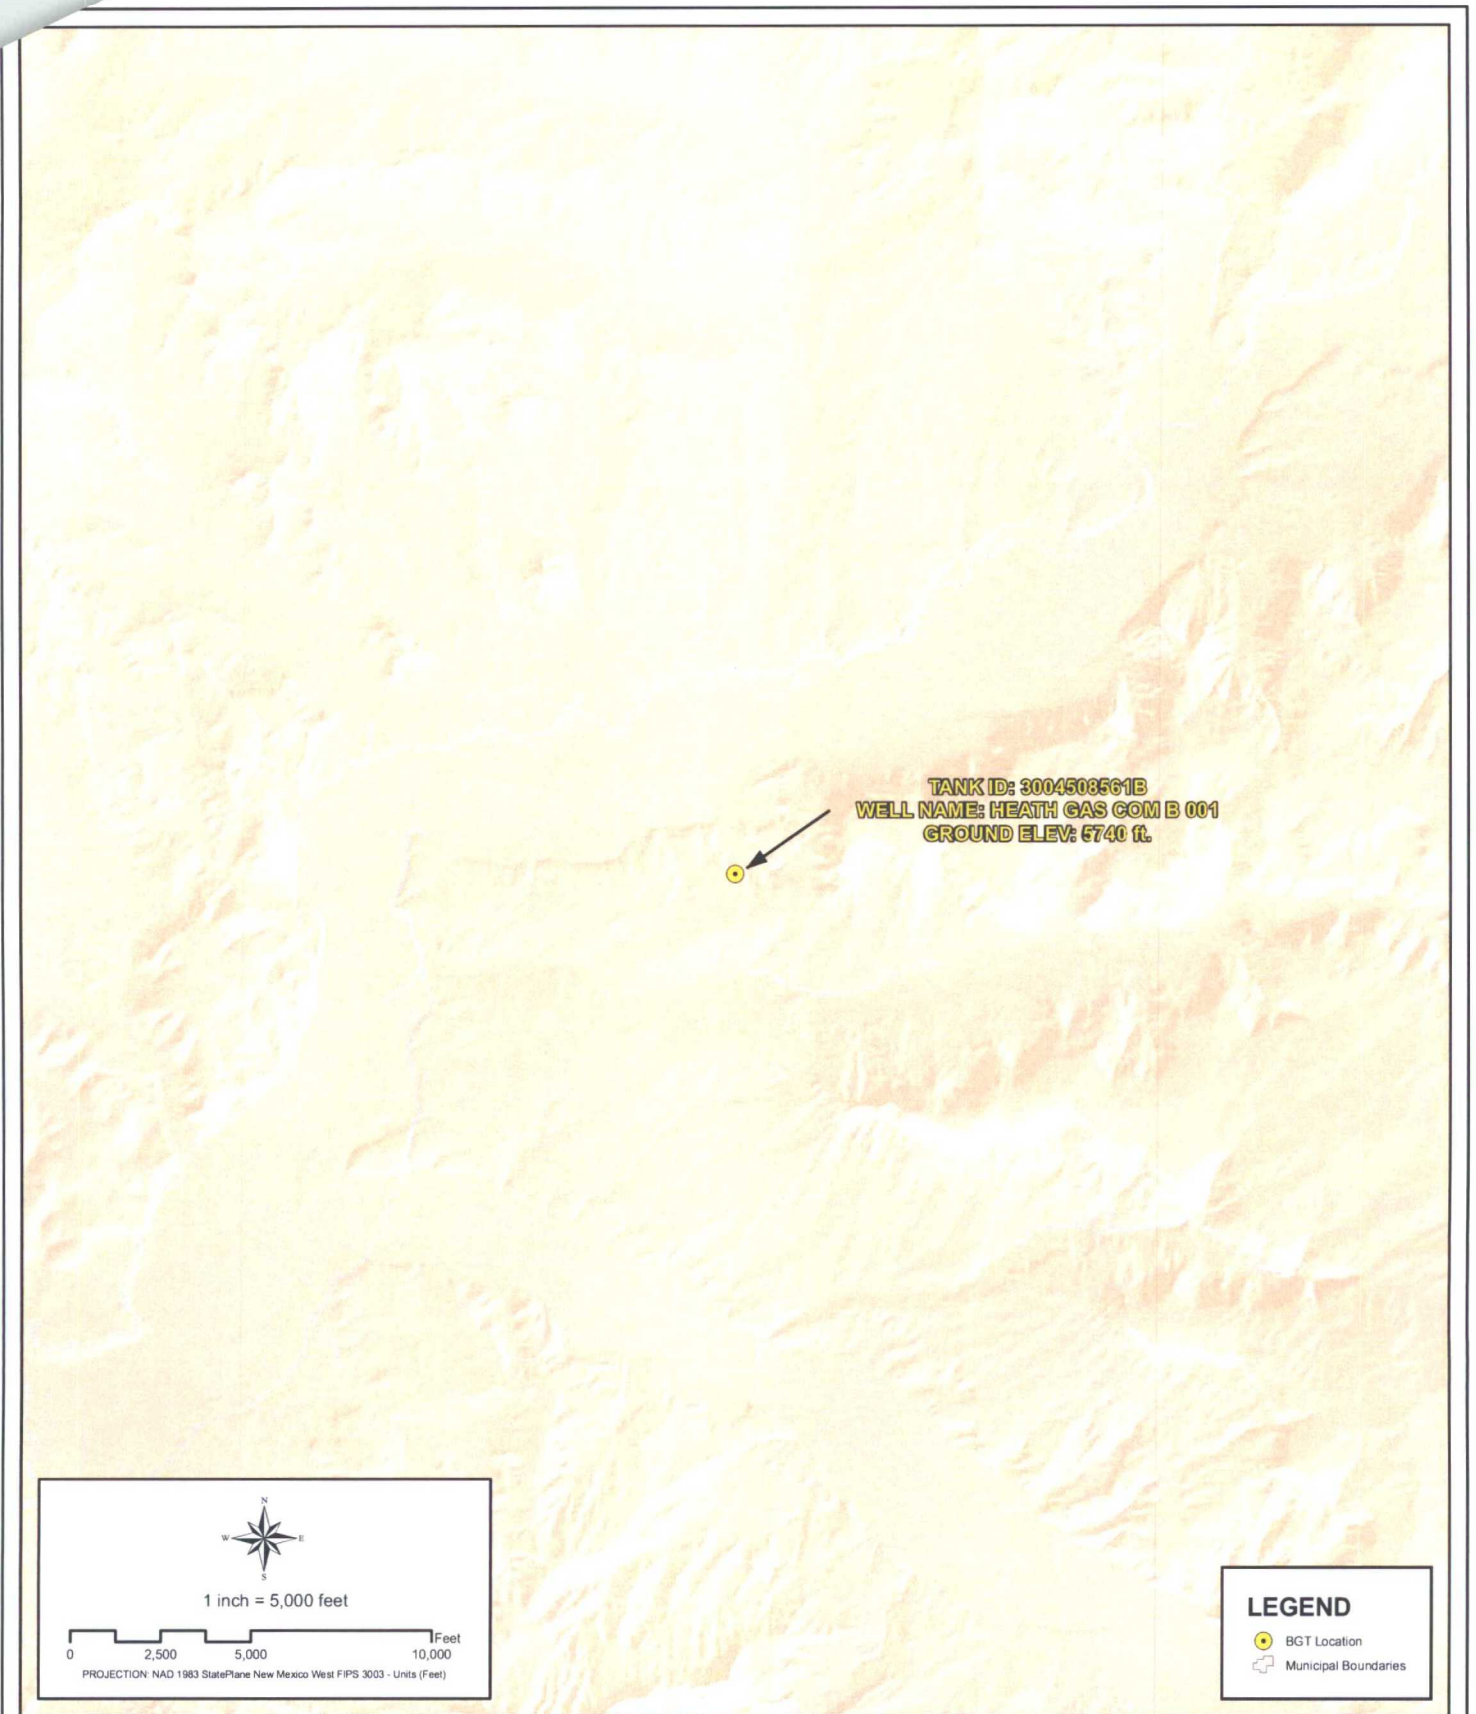 TANK ID: 3004508561B
WELL NAME: HEATH GAS COM B 001
GROUND ELEV: 5740 ft.
N
W E
S
1 inch = 5,000 feet
Feet
0 2,500 5,000 10,000
PROJECTION: NAD 1983 StatePlane New Mexico West FIPS 3003 - Units (Feet)
LEGEND
BGT Location
Municipal Boundaries